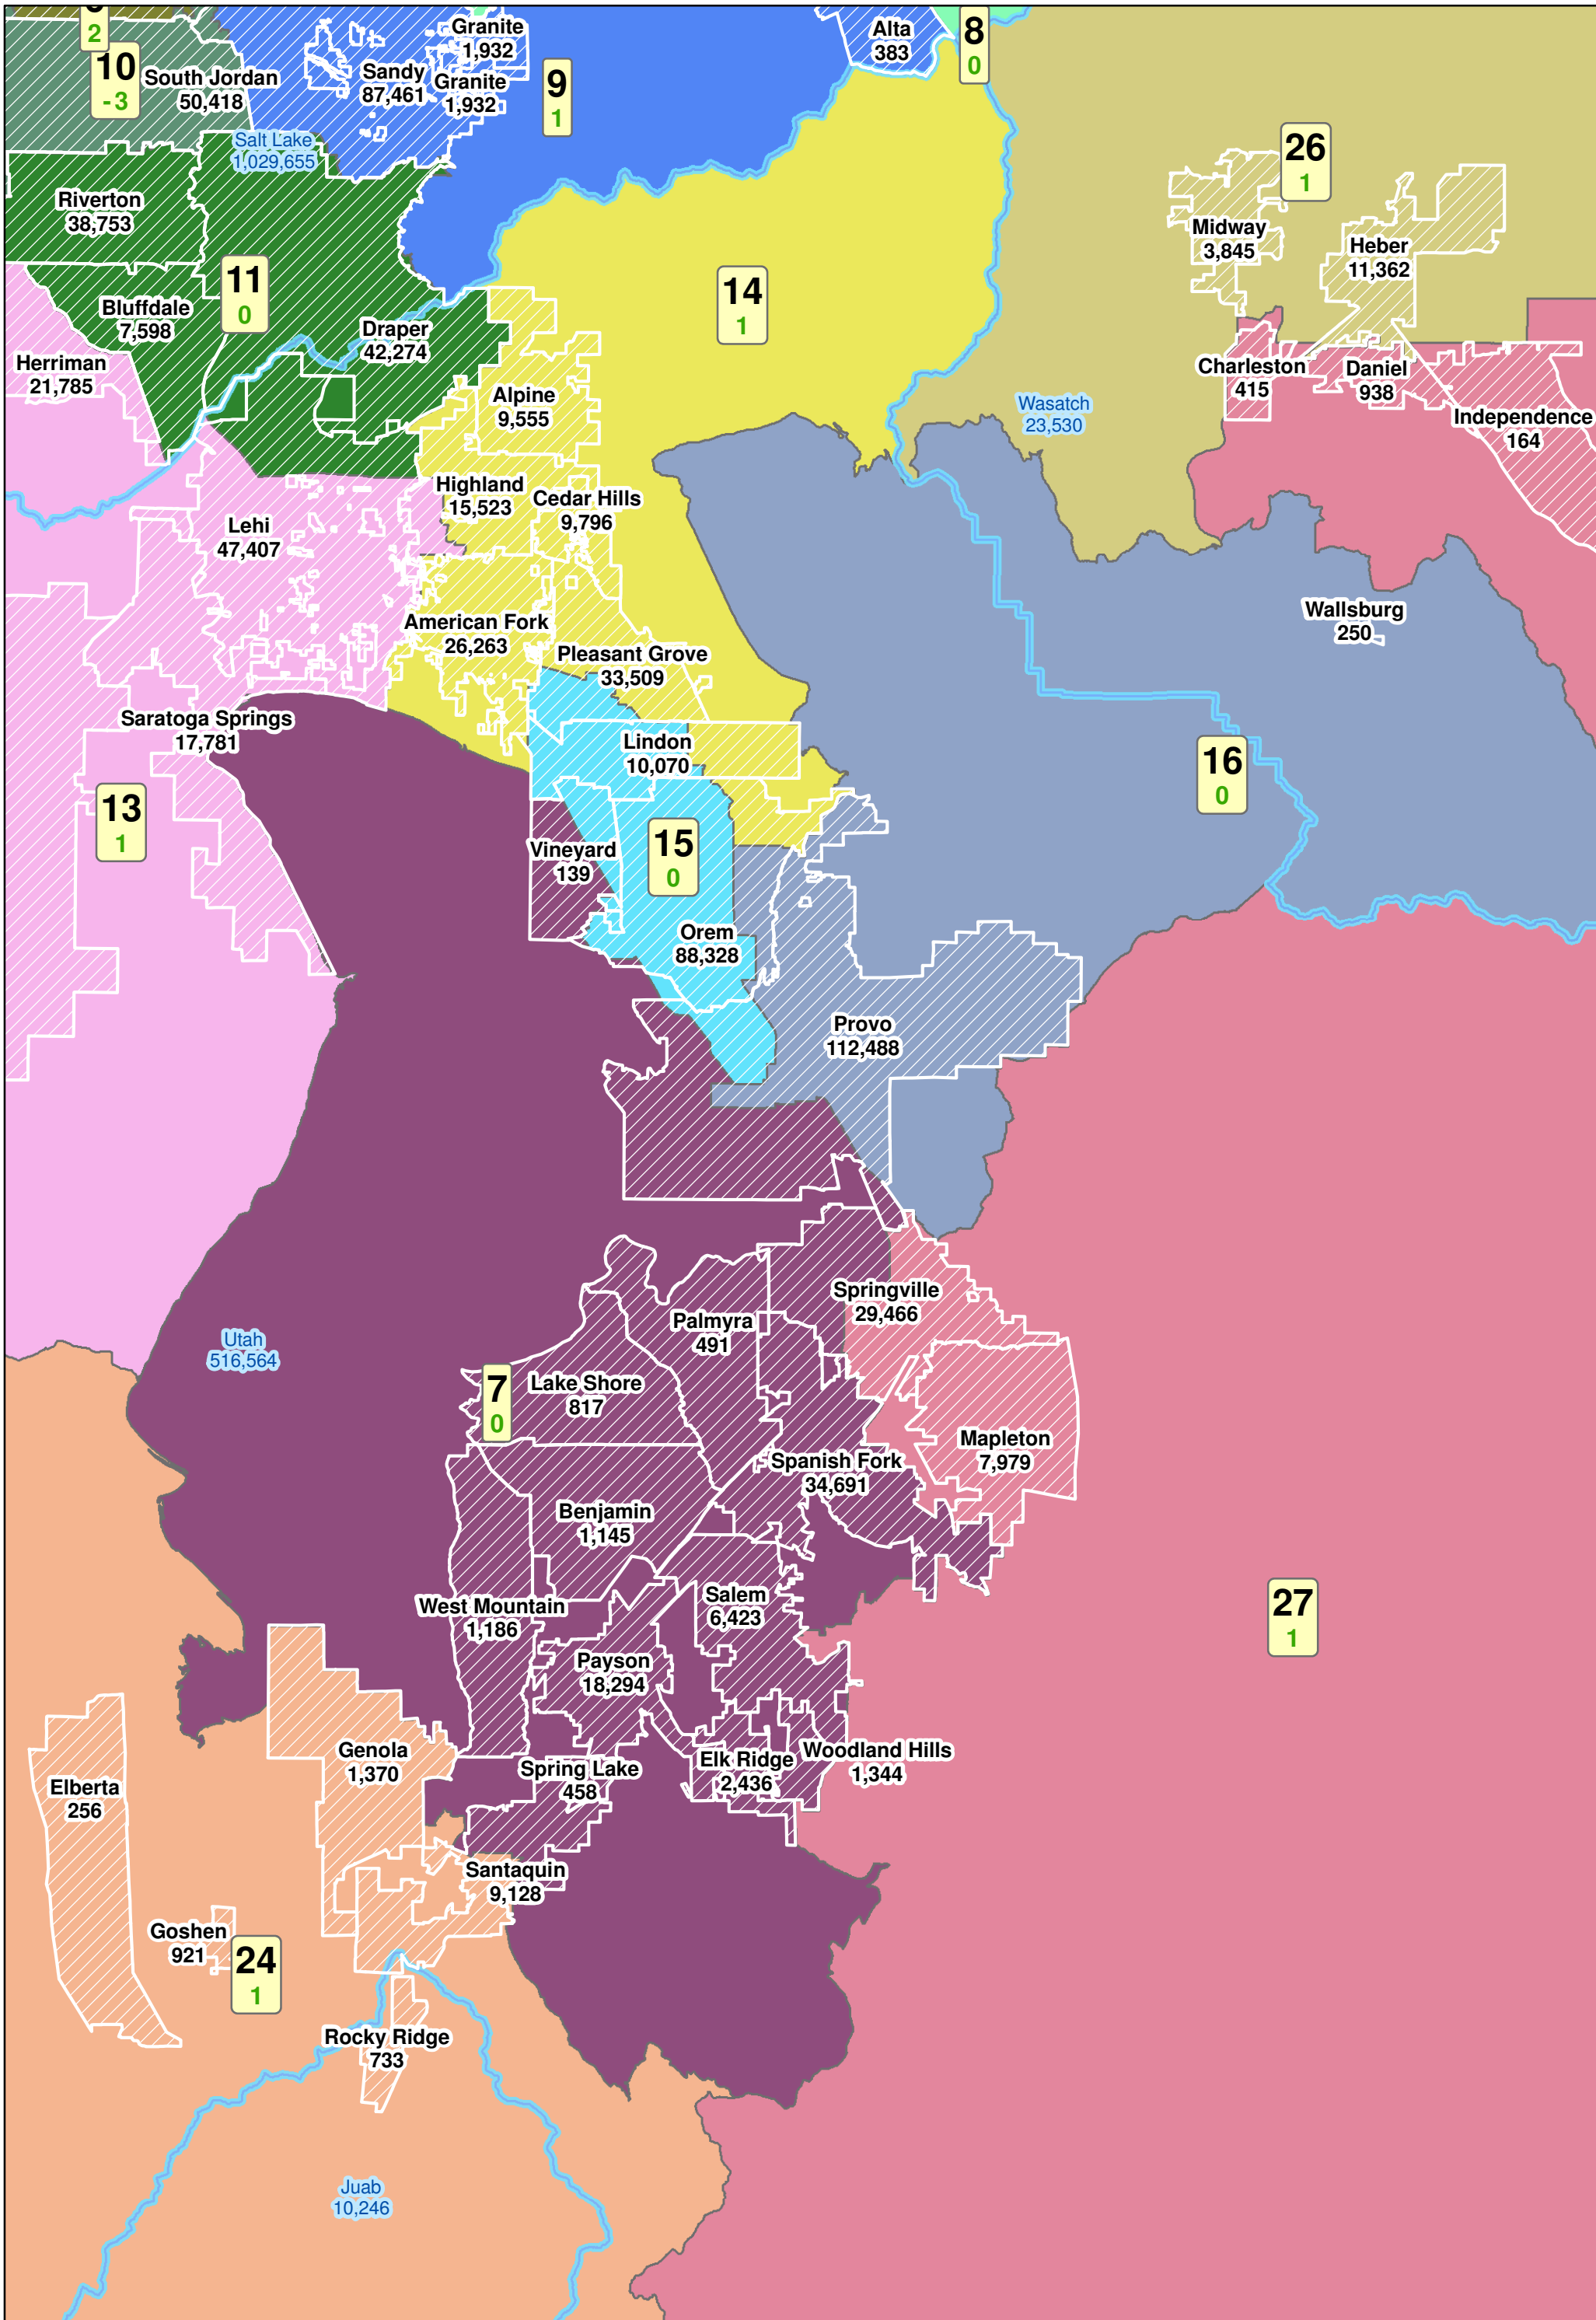 2
10
-3
South Jordan
50,418
Granite
1,932
Sandy
87,461
Granite
1,932
9
1
Alta
383
8
0
Salt Lake
1,029,655
26
1
Riverton
38,753
Midway
3,845
Heber
11,362
11
0
14
1
Bluffdale
7,598
Draper
42,274
Herriman
21,785
Charleston
415
Daniel
938
Alpine
9,555
Wasatch
23,530
Independence
164
Highland
15,523
Cedar Hills
9,796
Lehi
47,407
American Fork
26,263
Wallsburg
250
Pleasant Grove
33,509
Saratoga Springs
17,781
Lindon
10,070
16
0
13
1
Vineyard
139
15
0
Orem
88,328
Provo
112,488
Springville
29,466
Palmyra
491
Utah
516,564
7
0
Lake Shore
817
Mapleton
7,979
Spanish Fork
34,691
Benjamin
1,145
Salem
6,423
West Mountain
1,186
27
1
Payson
18,294
Genola
1,370
Spring Lake
458
Elk Ridge
2,436
Woodland Hills
1,344
Elberta
256
Santaquin
9,128
Goshen
921
24
1
Rocky Ridge
733
Juab
10,246